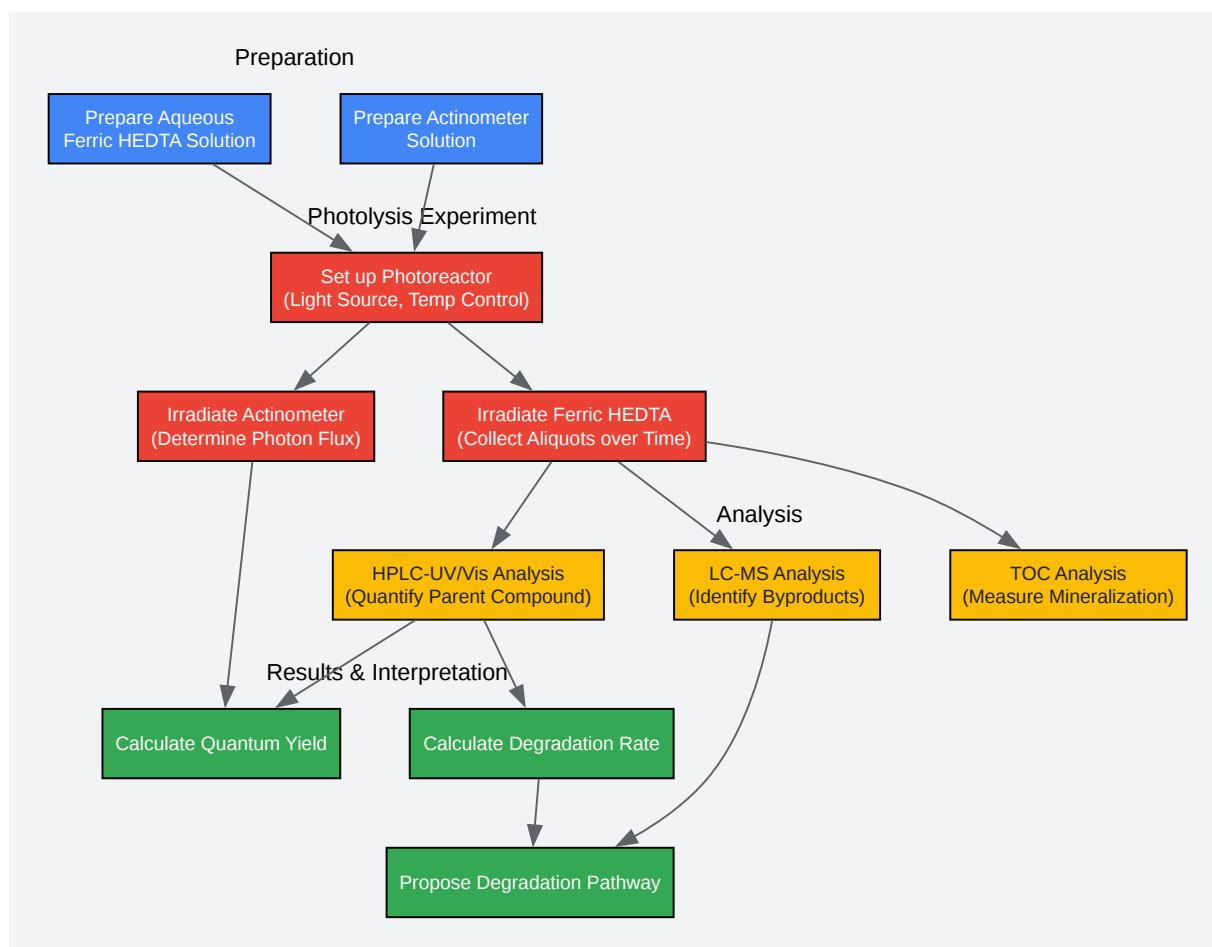 Preparation
Prepare Aqueous
Ferric HEDTA Solution
Prepare Actinometer
Solution
Photolysis Experiment
Set up Photoreactor
(Light Source, Temp Control)
Irradiate Actinometer
(Determine Photon Flux)
Irradiate Ferric HEDTA
(Collect Aliquots over Time)
Analysis
HPLC-UV/Vis Analysis
(Quantify Parent Compound)
LC-MS Analysis
(Identify Byproducts)
TOC Analysis
(Measure Mineralization)
Results & Interpretation
Calculate Quantum Yield
Calculate Degradation Rate
Propose Degradation Pathway